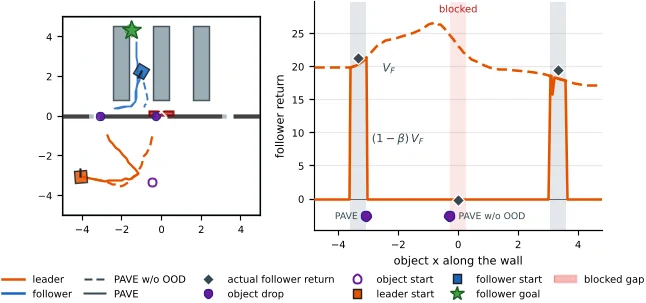 4
2
0
−2
−4
−4
−2
0
2
4
blocked
follower return
25
20
15
10
5
0
V_F
(1 − β) V_F
PAVE
PAVE w/o OOD
−4
−2
0
2
4
object x along the wall
leader
follower
PAVE w/o OOD
PAVE
actual follower return
object drop
object start
leader start
follower start
follower goal
blocked gap